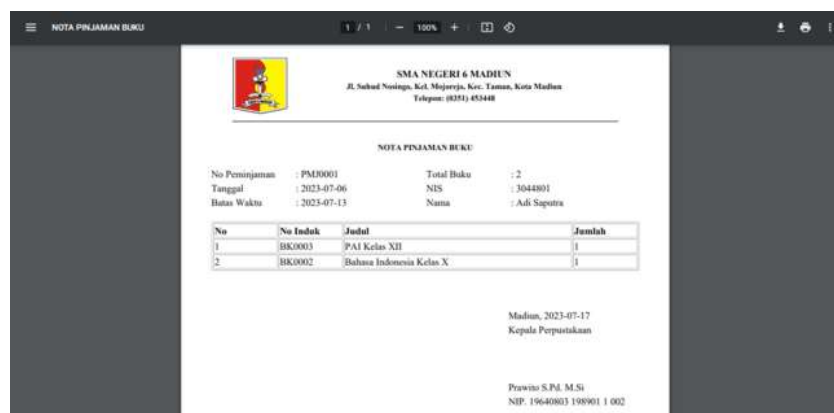 NOTA PINJAMAN BUKU
1 / 1
100%
SMA NEGERI 6 MADIUN
Jl. Suhud Nosingo, Kel. Mojorejo, Kec. Taman, Kota Madiun
Telepon: (0351) 453448
NOTA PINJAMAN BUKU
No Peminjaman : PMJ0001 Total Buku : 2
Tanggal : 2023-07-06 NIS : 3044801
Batas Waktu : 2023-07-13 Nama : Adi Saputra
No No Induk Judul Jumlah
1 BK0003 PAI Kelas XII 1
2 BK0002 Bahasa Indonesia Kelas X 1
Madiun, 2023-07-17
Kepala Perpustakaan
Prawito S.Pd. M.Si
NIP. 19640803 198901 1 002